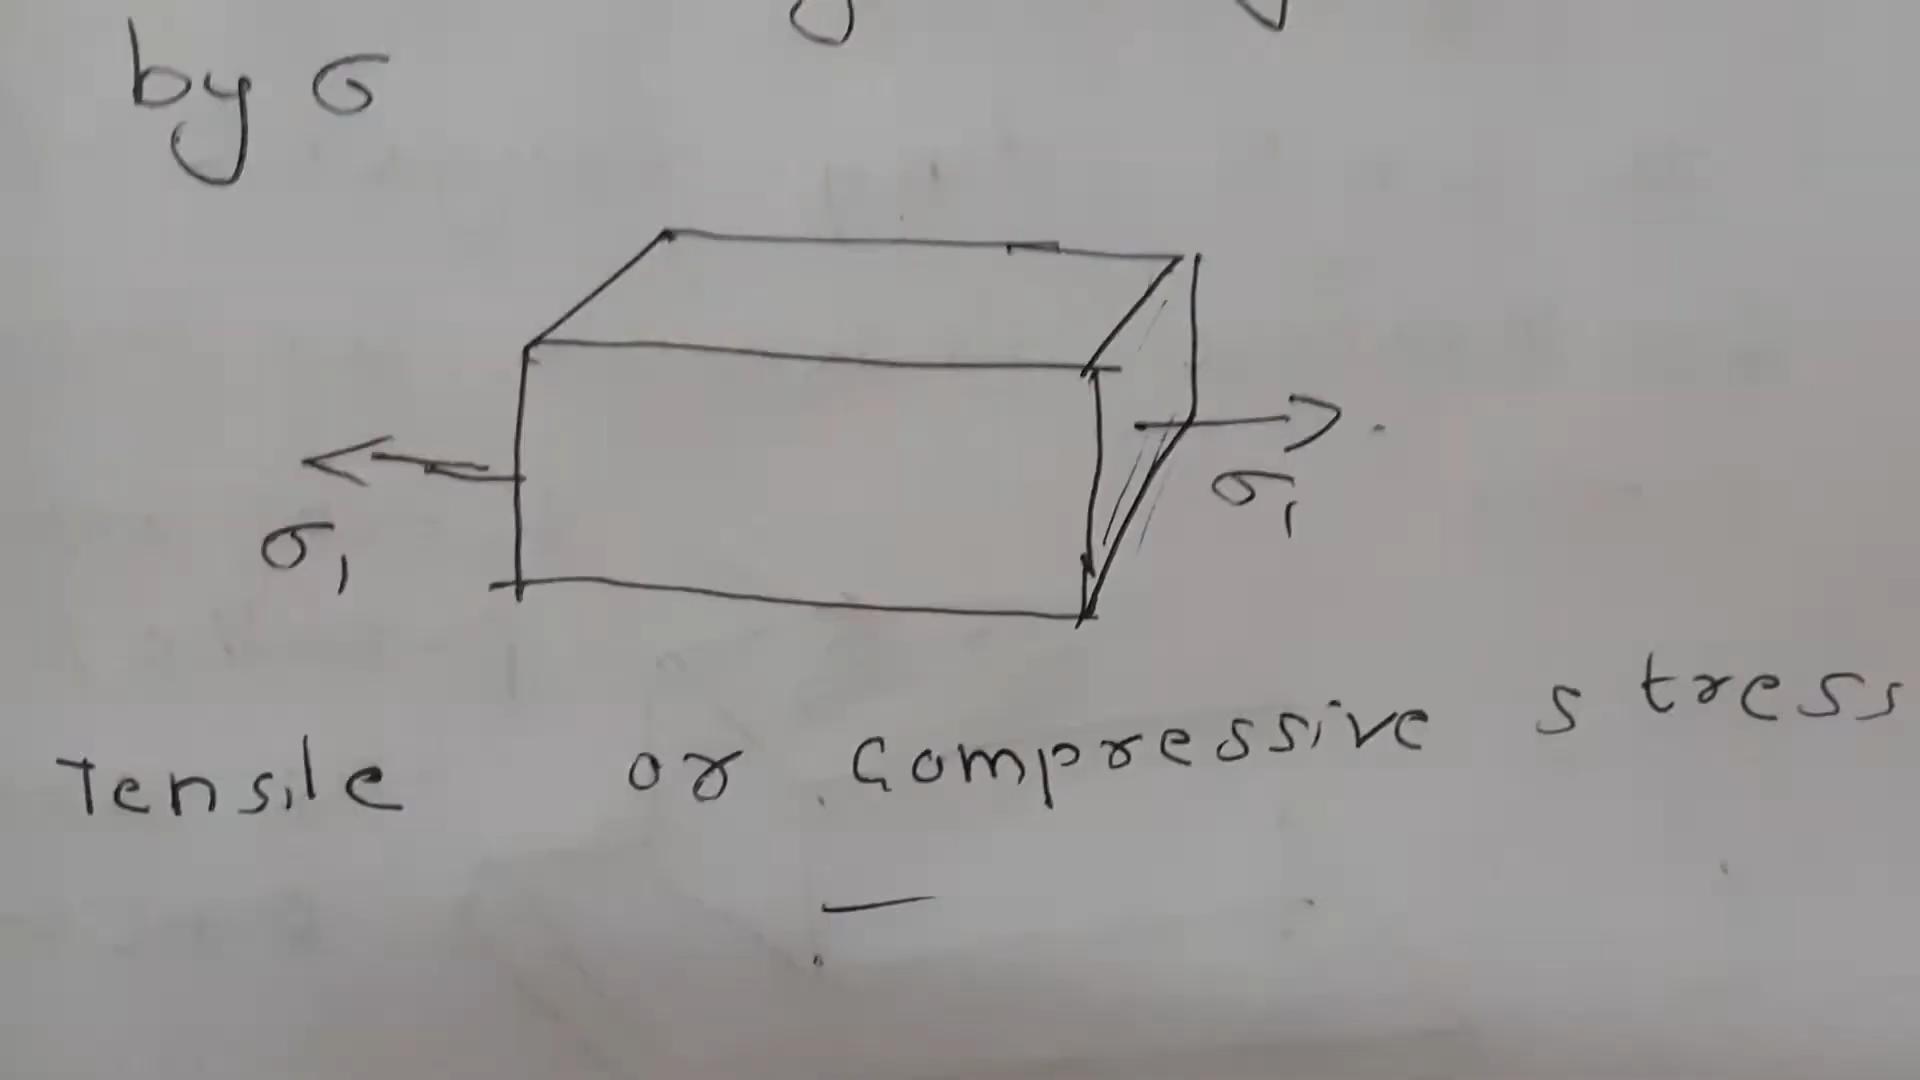 by σ
σ₁
σ₁
Tensile or compressive stress